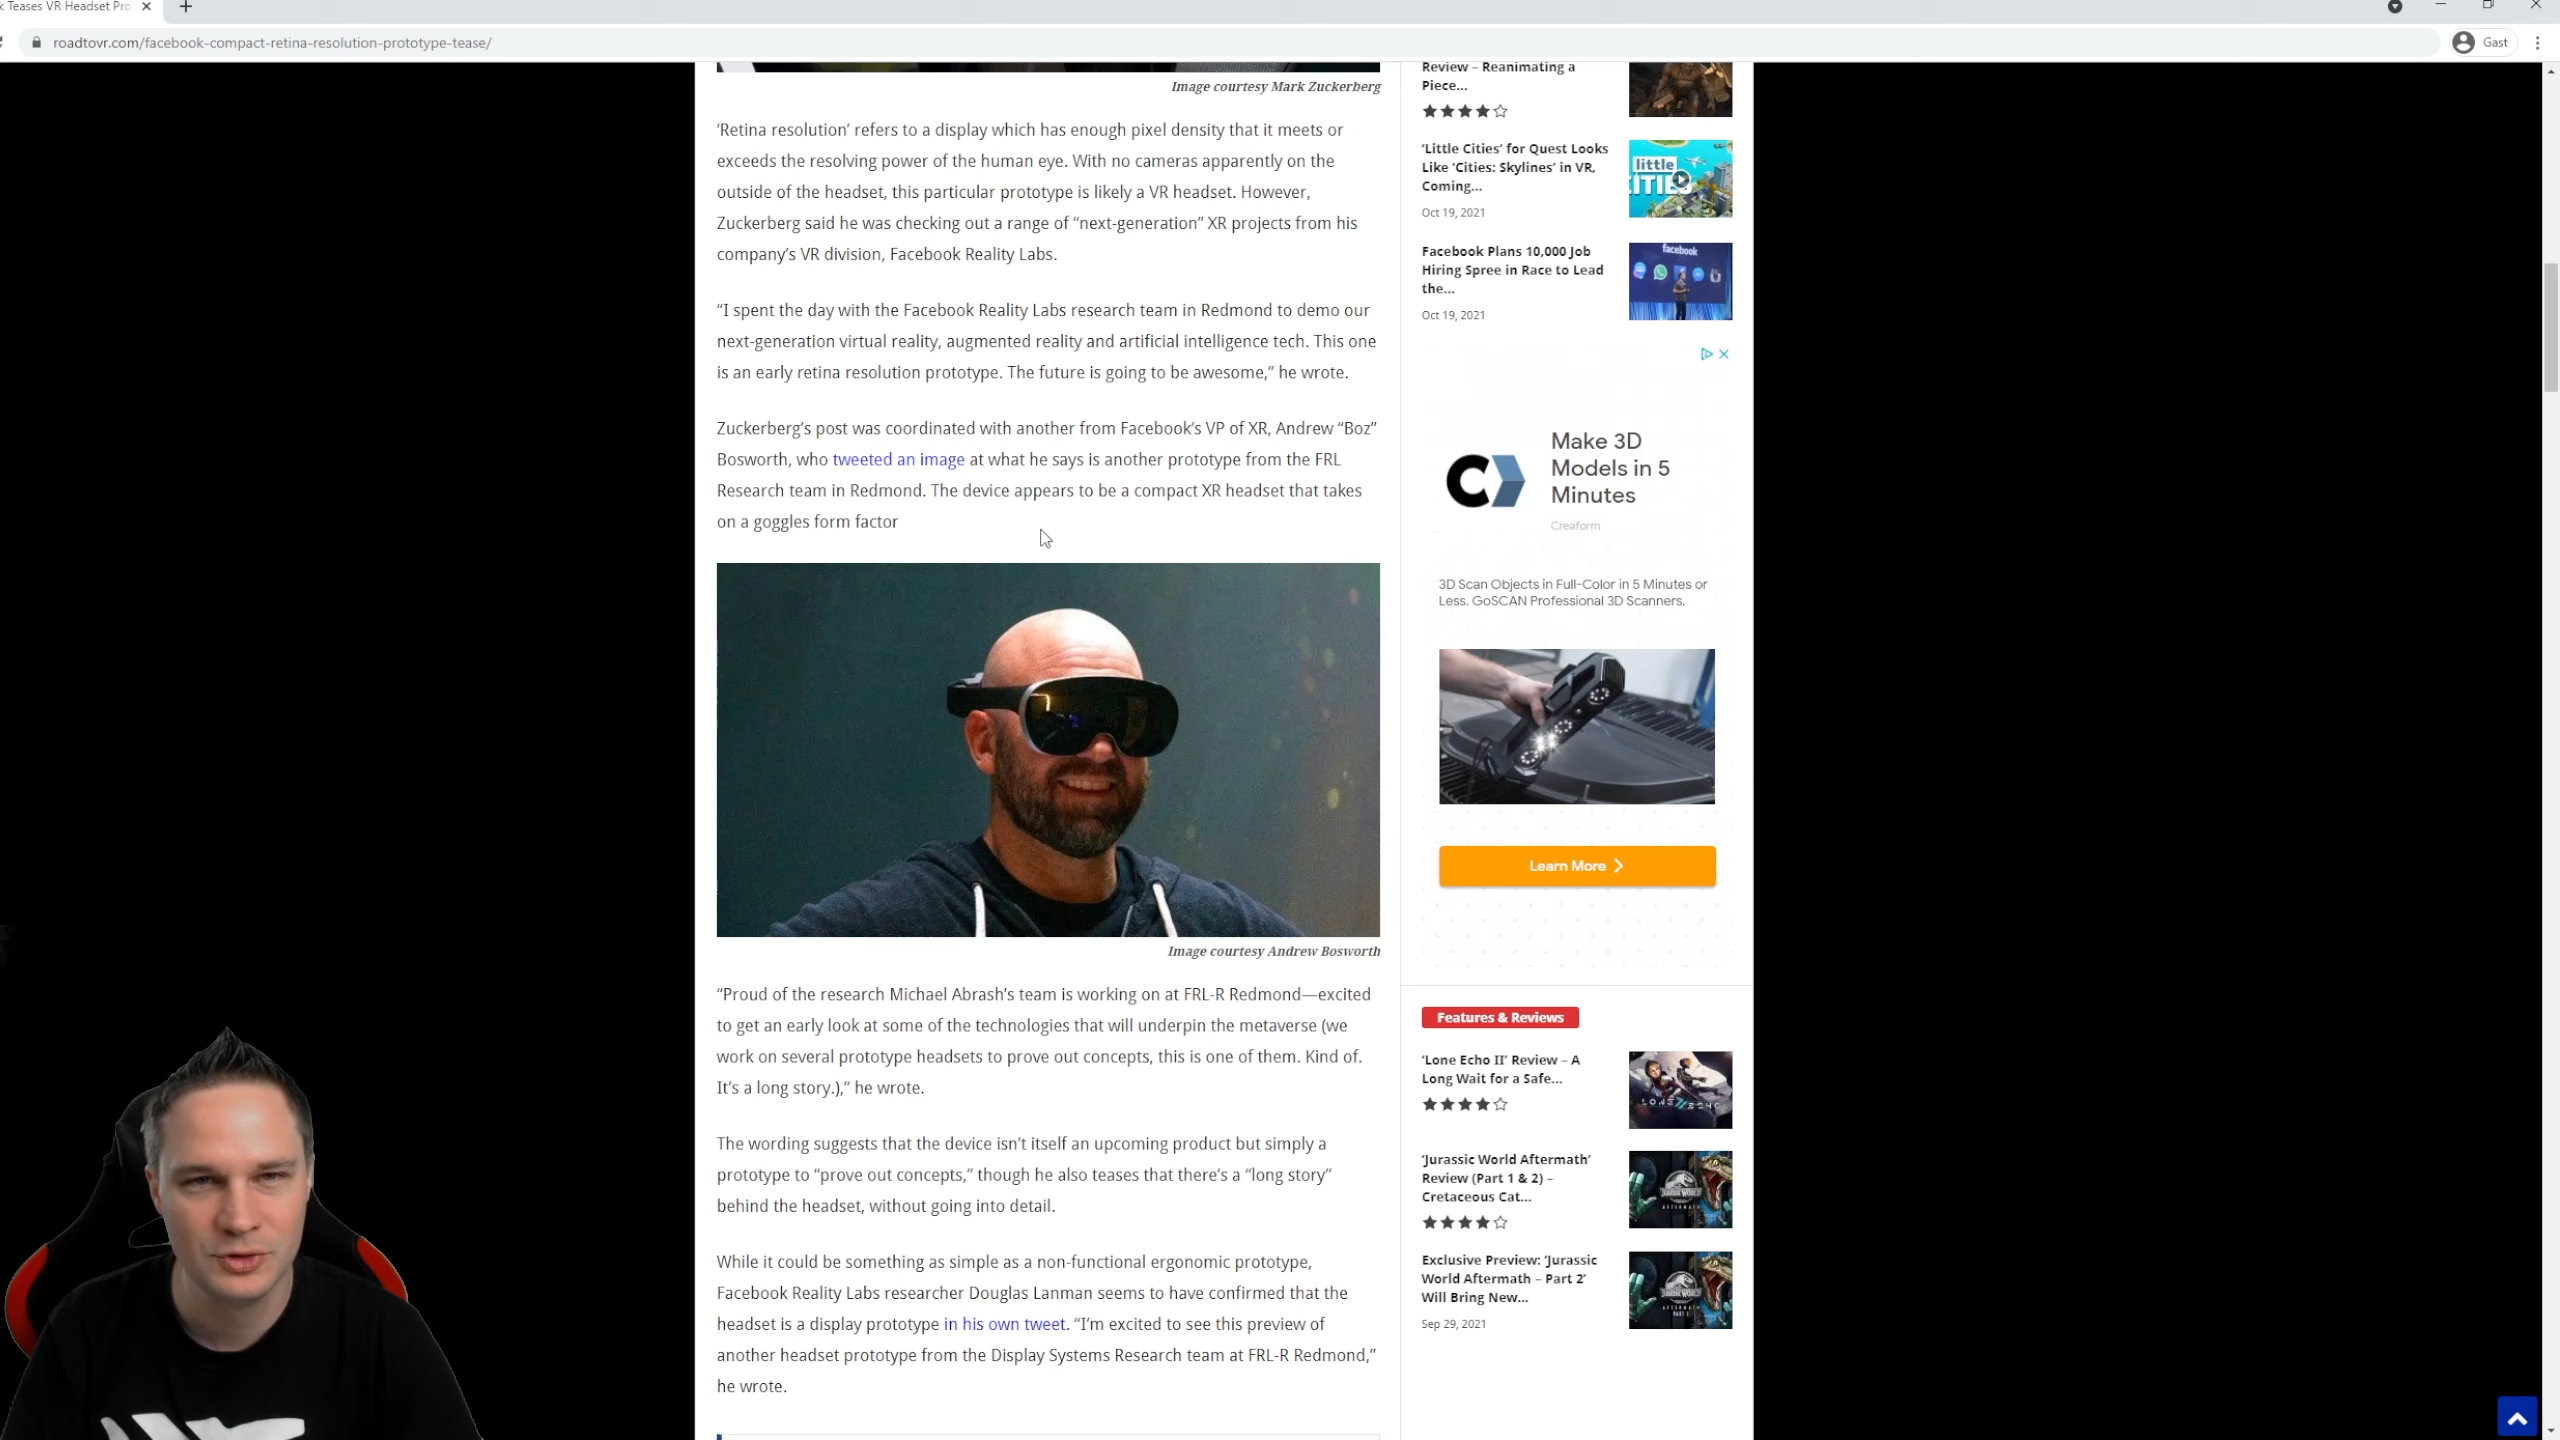 k Teases VR Headset Pro
roadtovr.com/facebook-compact-retina-resolution-prototype-tease/
Gast
Image courtesy Mark Zuckerberg
‘Retina resolution’ refers to a display which has enough pixel density that it meets or
exceeds the resolving power of the human eye. With no cameras apparently on the
outside of the headset, this particular prototype is likely a VR headset. However,
Zuckerberg said he was checking out a range of “next-generation” XR projects from his
company’s VR division, Facebook Reality Labs.
“I spent the day with the Facebook Reality Labs research team in Redmond to demo our
next-generation virtual reality, augmented reality and artificial intelligence tech. This one
is an early retina resolution prototype. The future is going to be awesome,” he wrote.
Zuckerberg’s post was coordinated with another from Facebook’s VP of XR, Andrew “Boz”
Bosworth, who tweeted an image at what he says is another prototype from the FRL
Research team in Redmond. The device appears to be a compact XR headset that takes
on a goggles form factor
Image courtesy Andrew Bosworth
“Proud of the research Michael Abrash’s team is working on at FRL-R Redmond—excited
to get an early look at some of the technologies that will underpin the metaverse (we
work on several prototype headsets to prove out concepts, this is one of them. Kind of.
It’s a long story.),” he wrote.
The wording suggests that the device isn’t itself an upcoming product but simply a
prototype to “prove out concepts,” though he also teases that there’s a “long story”
behind the headset, without going into detail.
While it could be something as simple as a non-functional ergonomic prototype,
Facebook Reality Labs researcher Douglas Lanman seems to have confirmed that the
headset is a display prototype in his own tweet. “I’m excited to see this preview of
another headset prototype from the Display Systems Research team at FRL-R Redmond,”
he wrote.
Review – Reanimating a
Piece...
‘Little Cities’ for Quest Looks
Like ‘Cities: Skylines’ in VR,
Coming...
Oct 19, 2021
little
CITIES
Facebook Plans 10,000 Job
Hiring Spree in Race to Lead
the...
Oct 19, 2021
facebook
Make 3D
Models in 5
Minutes
Creaform
3D Scan Objects in Full-Color in 5 Minutes or
Less. GoSCAN Professional 3D Scanners.
Learn More
Features & Reviews
‘Lone Echo II’ Review – A
Long Wait for a Safe...
LONE ECHO
‘Jurassic World Aftermath’
Review (Part 1 & 2) –
Cretaceous Cat...
JURASSIC WORLD
AFTERMATH
Exclusive Preview: ‘Jurassic
World Aftermath – Part 2’
Will Bring New...
Sep 29, 2021
JURASSIC WORLD
AFTERMATH